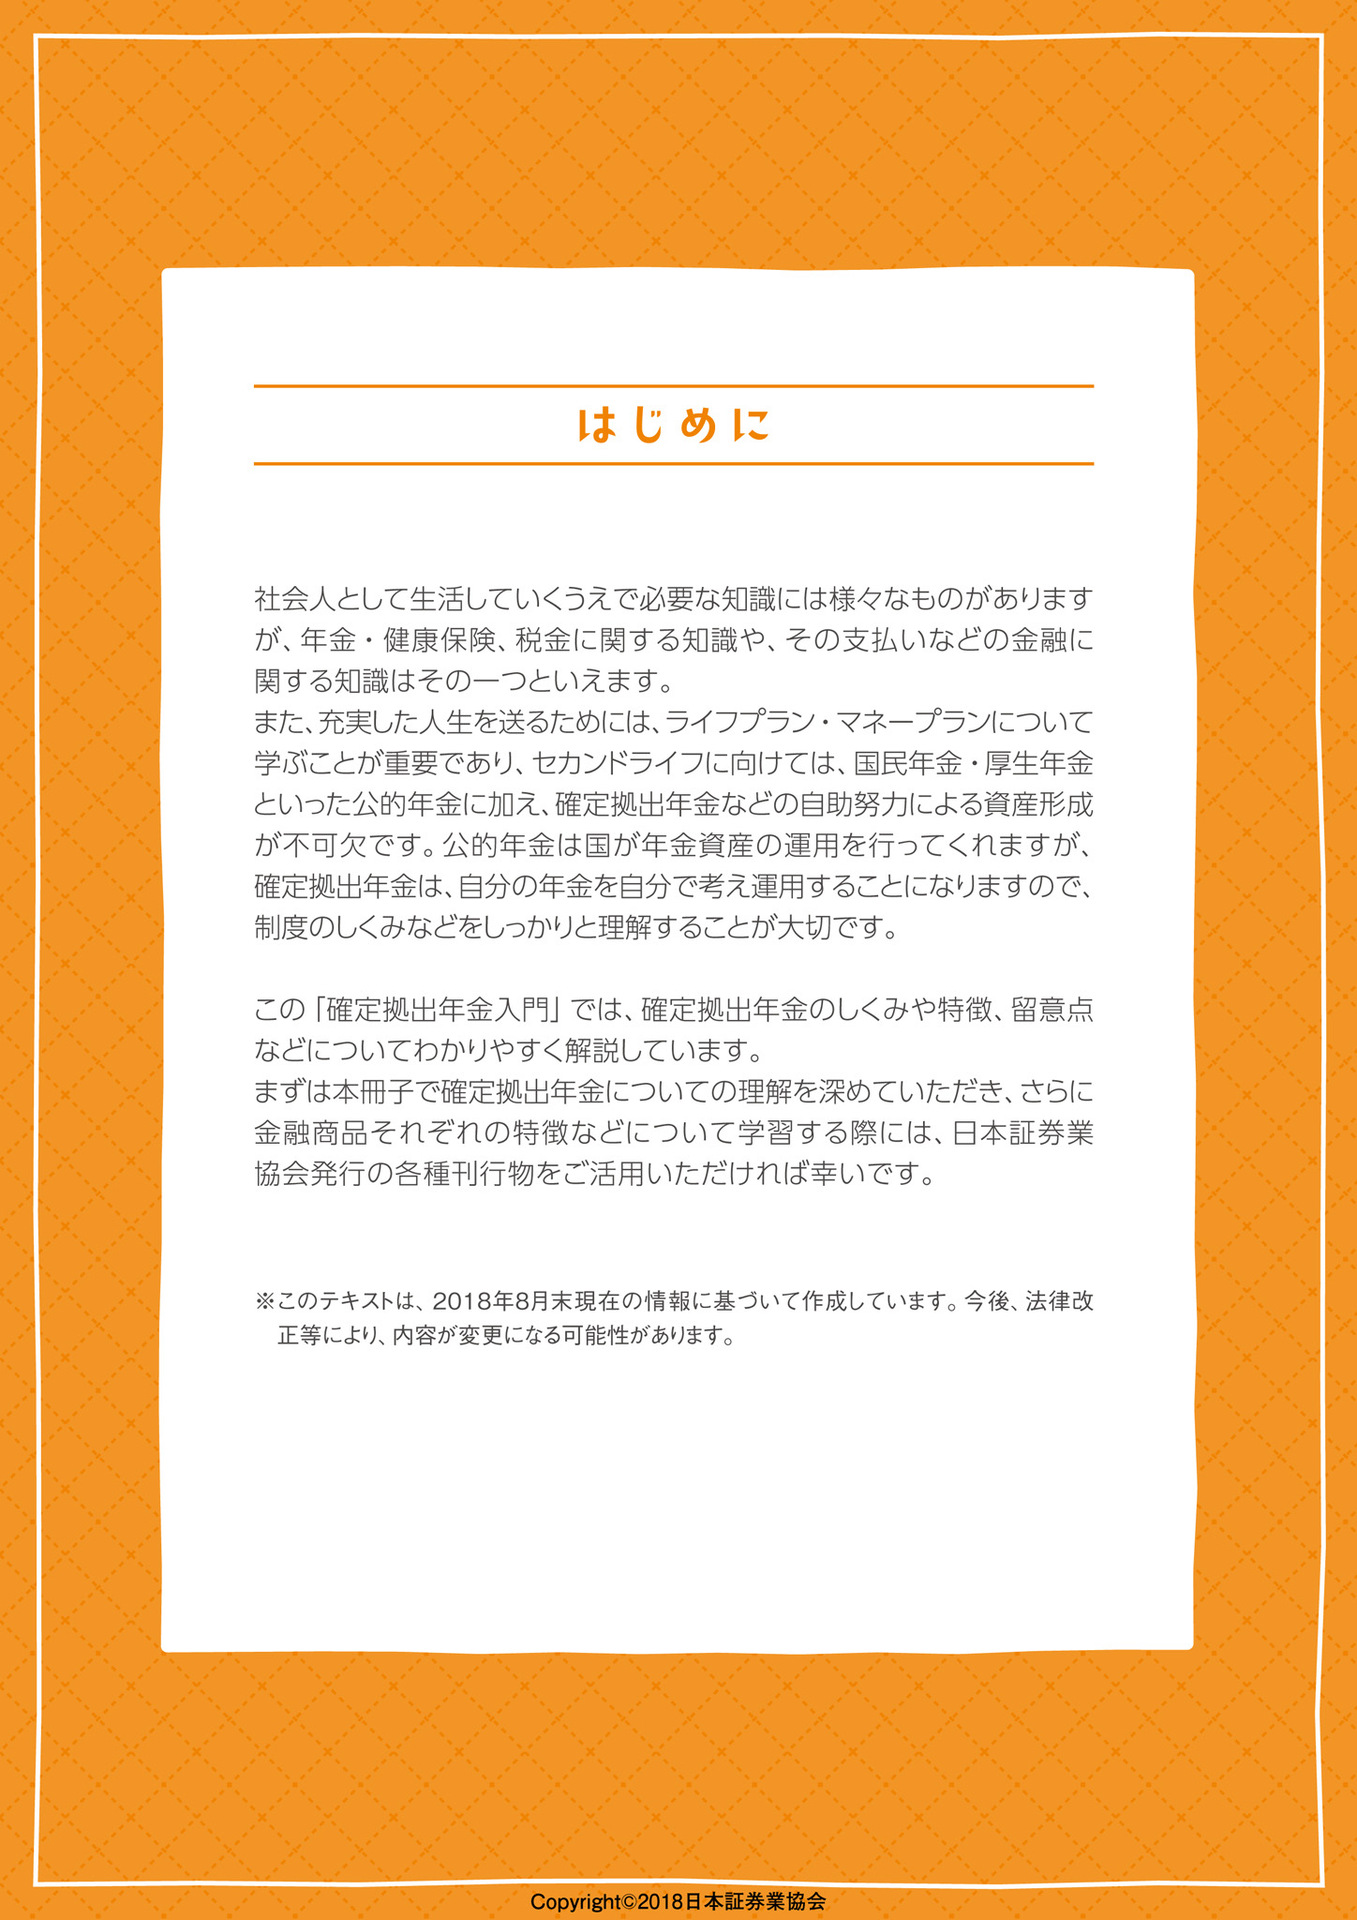 はじめに
社会人として生活していくうえで必要な知識には様々なものがあります
が、年金・健康保険、税金に関する知識や、その支払いなどの金融に
関する知識はその一つといえます。
また、充実した人生を送るためには、ライフプラン・マネープランについて
学ぶことが重要であり、セカンドライフに向けては、国民年金・厚生年金
といった公的年金に加え、確定拠出年金などの自助努力による資産形成
が不可欠です。公的年金は国が年金資産の運用を行ってくれますが、
確定拠出年金は、自分の年金を自分で考え運用することになりますので、
制度のしくみなどをしっかりと理解することが大切です。
この「確定拠出年金入門」では、確定拠出年金のしくみや特徴、留意点
などについてわかりやすく解説しています。
まずは本冊子で確定拠出年金についての理解を深めていただき、さらに
金融商品それぞれの特徴などについて学習する際には、日本証券業
協会発行の各種刊行物をご活用いただければ幸いです。
※このテキストは、2018年8月末現在の情報に基づいて作成しています。今後、法律改
正等により、内容が変更になる可能性があります。
Copyright©2018日本証券業協会